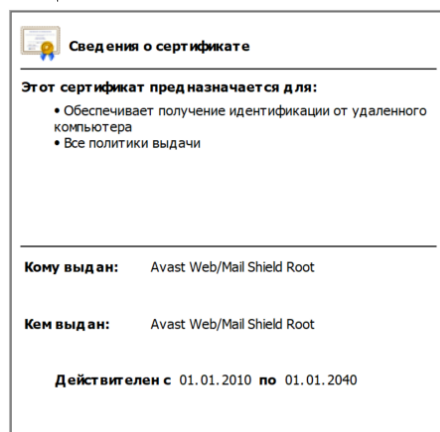 Сведения о сертификате
Этот сертификат предназначается для:
• Обеспечивает получение идентификации от удаленного
компьютера
• Все политики выдачи
Кому выдан: Avast Web/Mail Shield Root
Кем выдан: Avast Web/Mail Shield Root
Действителен с 01.01.2010 по 01.01.2040